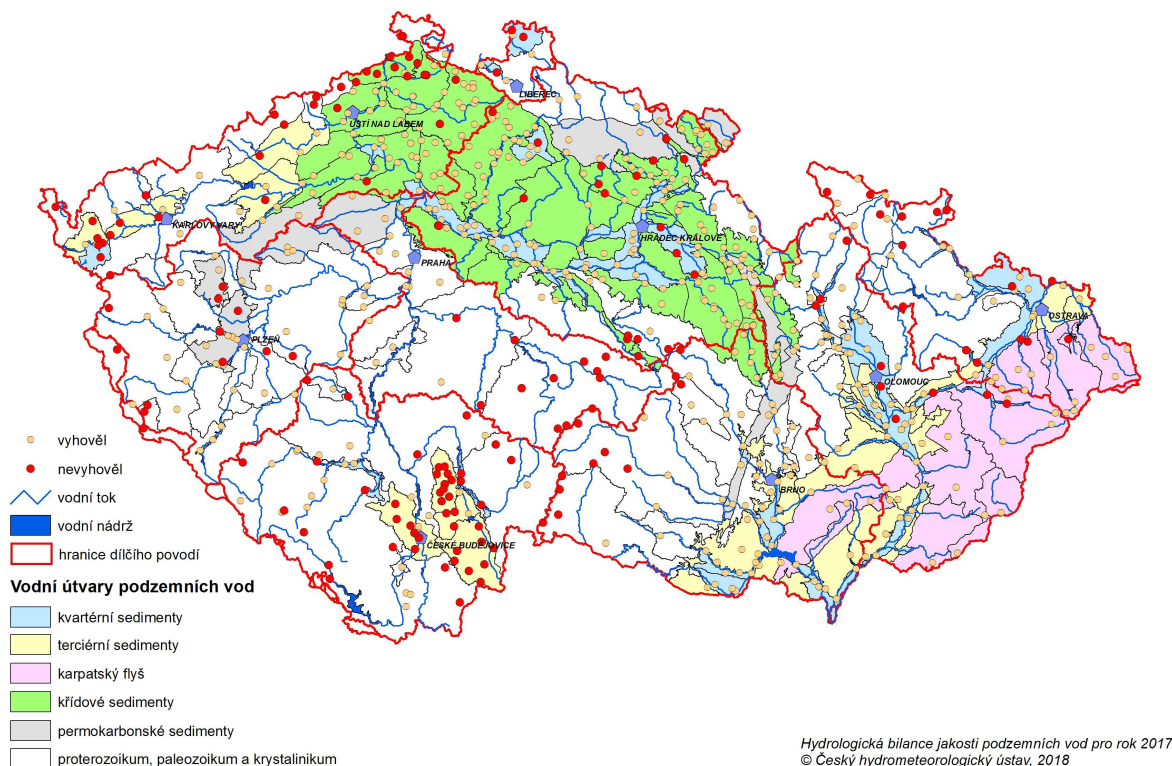 LIBEREC
ÚSTÍ NAD LABEM
KARLOVY VARY
HRADEC KRÁLOVÉ
PRAHA
OSTRAVA
PLZEŇ
OLOMOUC
BRNO
ČESKÉ BUDĚJOVICE
vyhověl
nevyhověl
vodní tok
vodní nádrž
hranice dílčího povodí
Vodní útvary podzemních vod
kvartérní sedimenty
terciérní sedimenty
karpatský flyš
křídové sedimenty
permokarbonské sedimenty
proterozoikum, paleozoikum a krystalinikum
Hydrologická bilance jakosti podzemních vod pro rok 2017
© Český hydrometeorologický ústav, 2018